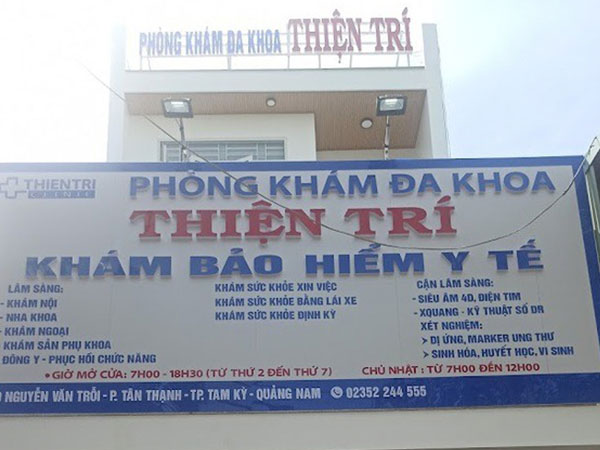 PHÒNG KHÁM ĐA KHOA THIỆN TRÍ
THIENTRI
CLINIC
PHÒNG KHÁM ĐA KHOA
THIỆN TRÍ
KHÁM BẢO HIỂM Y TẾ
LÂM SÀNG:
- KHÁM NỘI
- NHA KHOA
- KHÁM NGOẠI
KHÁM SẢN PHỤ KHOA
ĐÔNG Y - PHỤC HỒI CHỨC NĂNG
KHÁM SỨC KHỎE XIN VIỆC
KHÁM SỨC KHỎE BẰNG LÁI XE
KHÁM SỨC KHỎE ĐỊNH KỲ
CẬN LÂM SÀNG:
- SIÊU ÂM 4D, ĐIỆN TIM
- XQUANG - KỸ THUẬT SỐ DR
XÉT NGHIỆM:
> DỊ ỨNG, MARKER UNG THƯ
> SINH HÓA, HUYẾT HỌC, VI SINH
• GIỜ MỞ CỬA: 7H00 - 18H30 (TỪ THỨ 2 ĐẾN THỨ 7) CHỦ NHẬT : TỪ 7H00 ĐẾN 12H00
NGUYỄN VĂN TRỖI - P. TÂN THẠNH - TP. TAM KỲ - QUẢNG NAM 02352 244 555